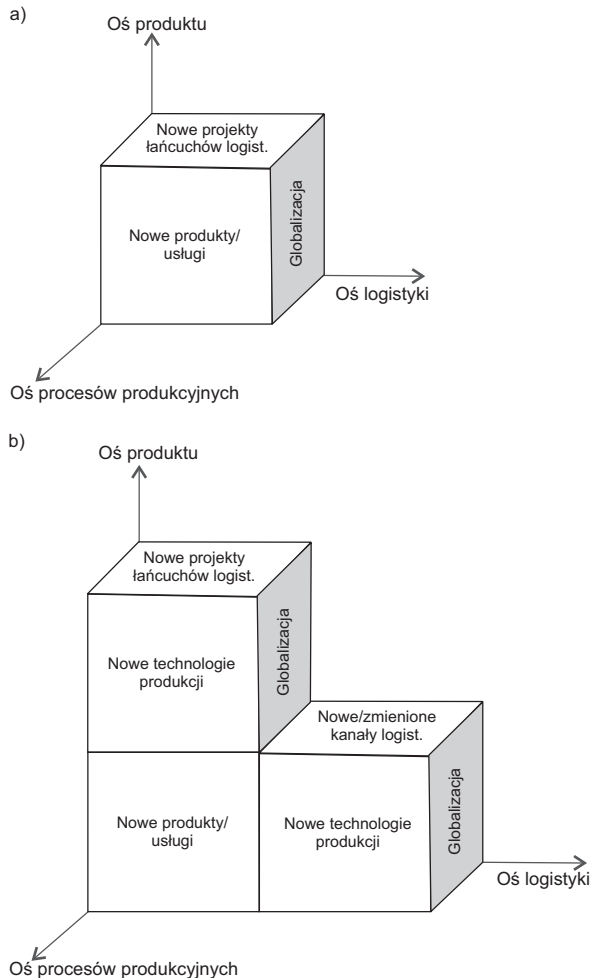 a)
Oś produktu
Nowe projekty
łańcuchów logist.
Nowe produkty/
usługi
Globalizacja
Oś logistyki
Oś procesów produkcyjnych
b)
Oś produktu
Nowe projekty
łańcuchów logist.
Nowe technologie
produkcji
Globalizacja
Nowe/zmienione
kanały logist.
Nowe produkty/
usługi
Nowe technologie
produkcji
Globalizacja
Oś logistyki
Oś procesów produkcyjnych